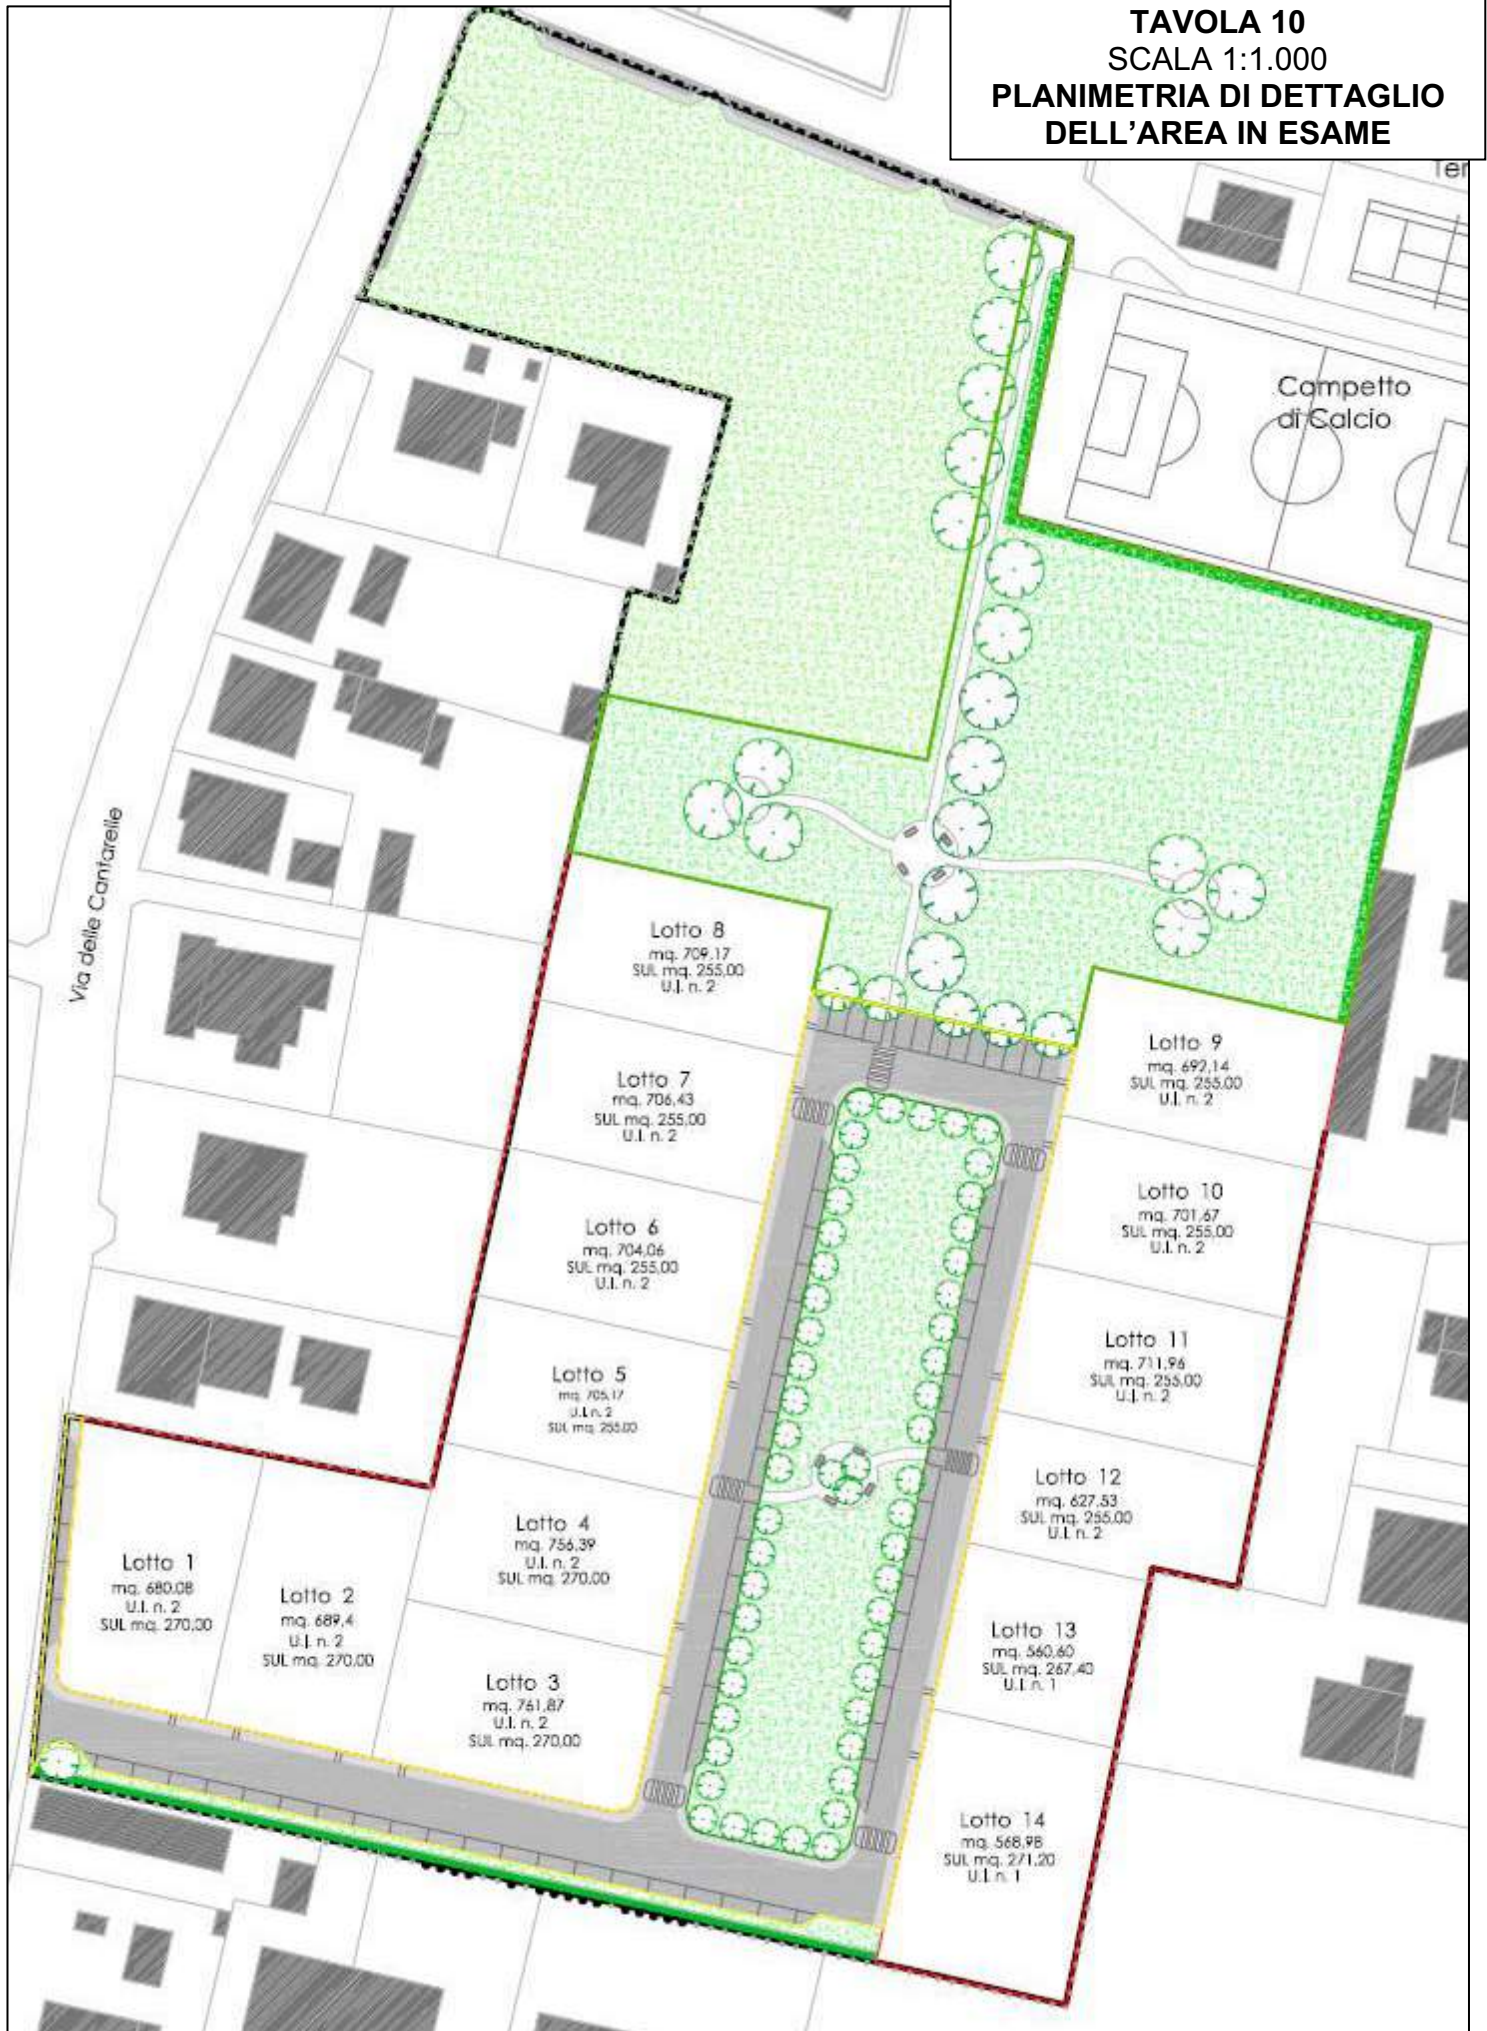 TAVOLA 10
SCALA 1:1.000
PLANIMETRIA DI DETTAGLIO
DELL'AREA IN ESAME
Campetto
di Calcio
Via delle Cantarelle
Lotto 8
mq. 709,17
SUL mq. 255,00
U.I. n. 2
Lotto 9
mq. 692,14
SUL mq. 255,00
U.I. n. 2
Lotto 7
mq. 706,43
SUL mq. 255,00
U.I. n. 2
Lotto 10
mq. 701,67
SUL mq. 255,00
U.I. n. 2
Lotto 6
mq. 704,06
SUL mq. 255,00
U.I. n. 2
Lotto 11
mq. 711,96
SUL mq. 255,00
U.I. n. 2
Lotto 5
mq. 705,17
U.I. n. 2
SUL mq. 255,00
Lotto 12
mq. 627,53
SUL mq. 255,00
U.I. n. 2
Lotto 4
mq. 756,39
U.I. n. 2
SUL mq. 270,00
Lotto 1
mq. 680,08
U.I. n. 2
SUL mq. 270,00
Lotto 2
mq. 689,4
U.I. n. 2
SUL mq. 270,00
Lotto 13
mq. 560,60
SUL mq. 267,40
U.I. n. 1
Lotto 3
mq. 761,87
U.I. n. 2
SUL mq. 270,00
Lotto 14
mq. 568,98
SUL mq. 271,20
U.I. n. 1